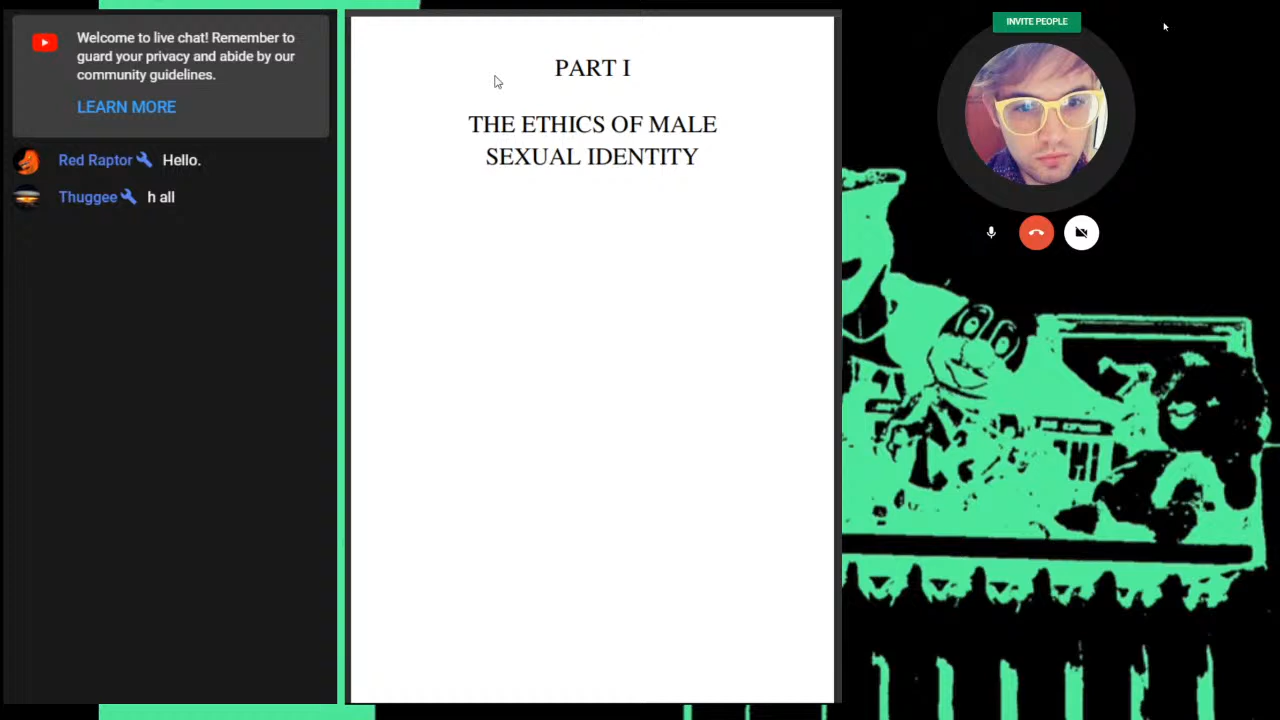 Welcome to live chat! Remember to
guard your privacy and abide by our
community guidelines.
LEARN MORE
Red Raptor Hello.
Thuggee h all
PART I
THE ETHICS OF MALE
SEXUAL IDENTITY
INVITE PEOPLE